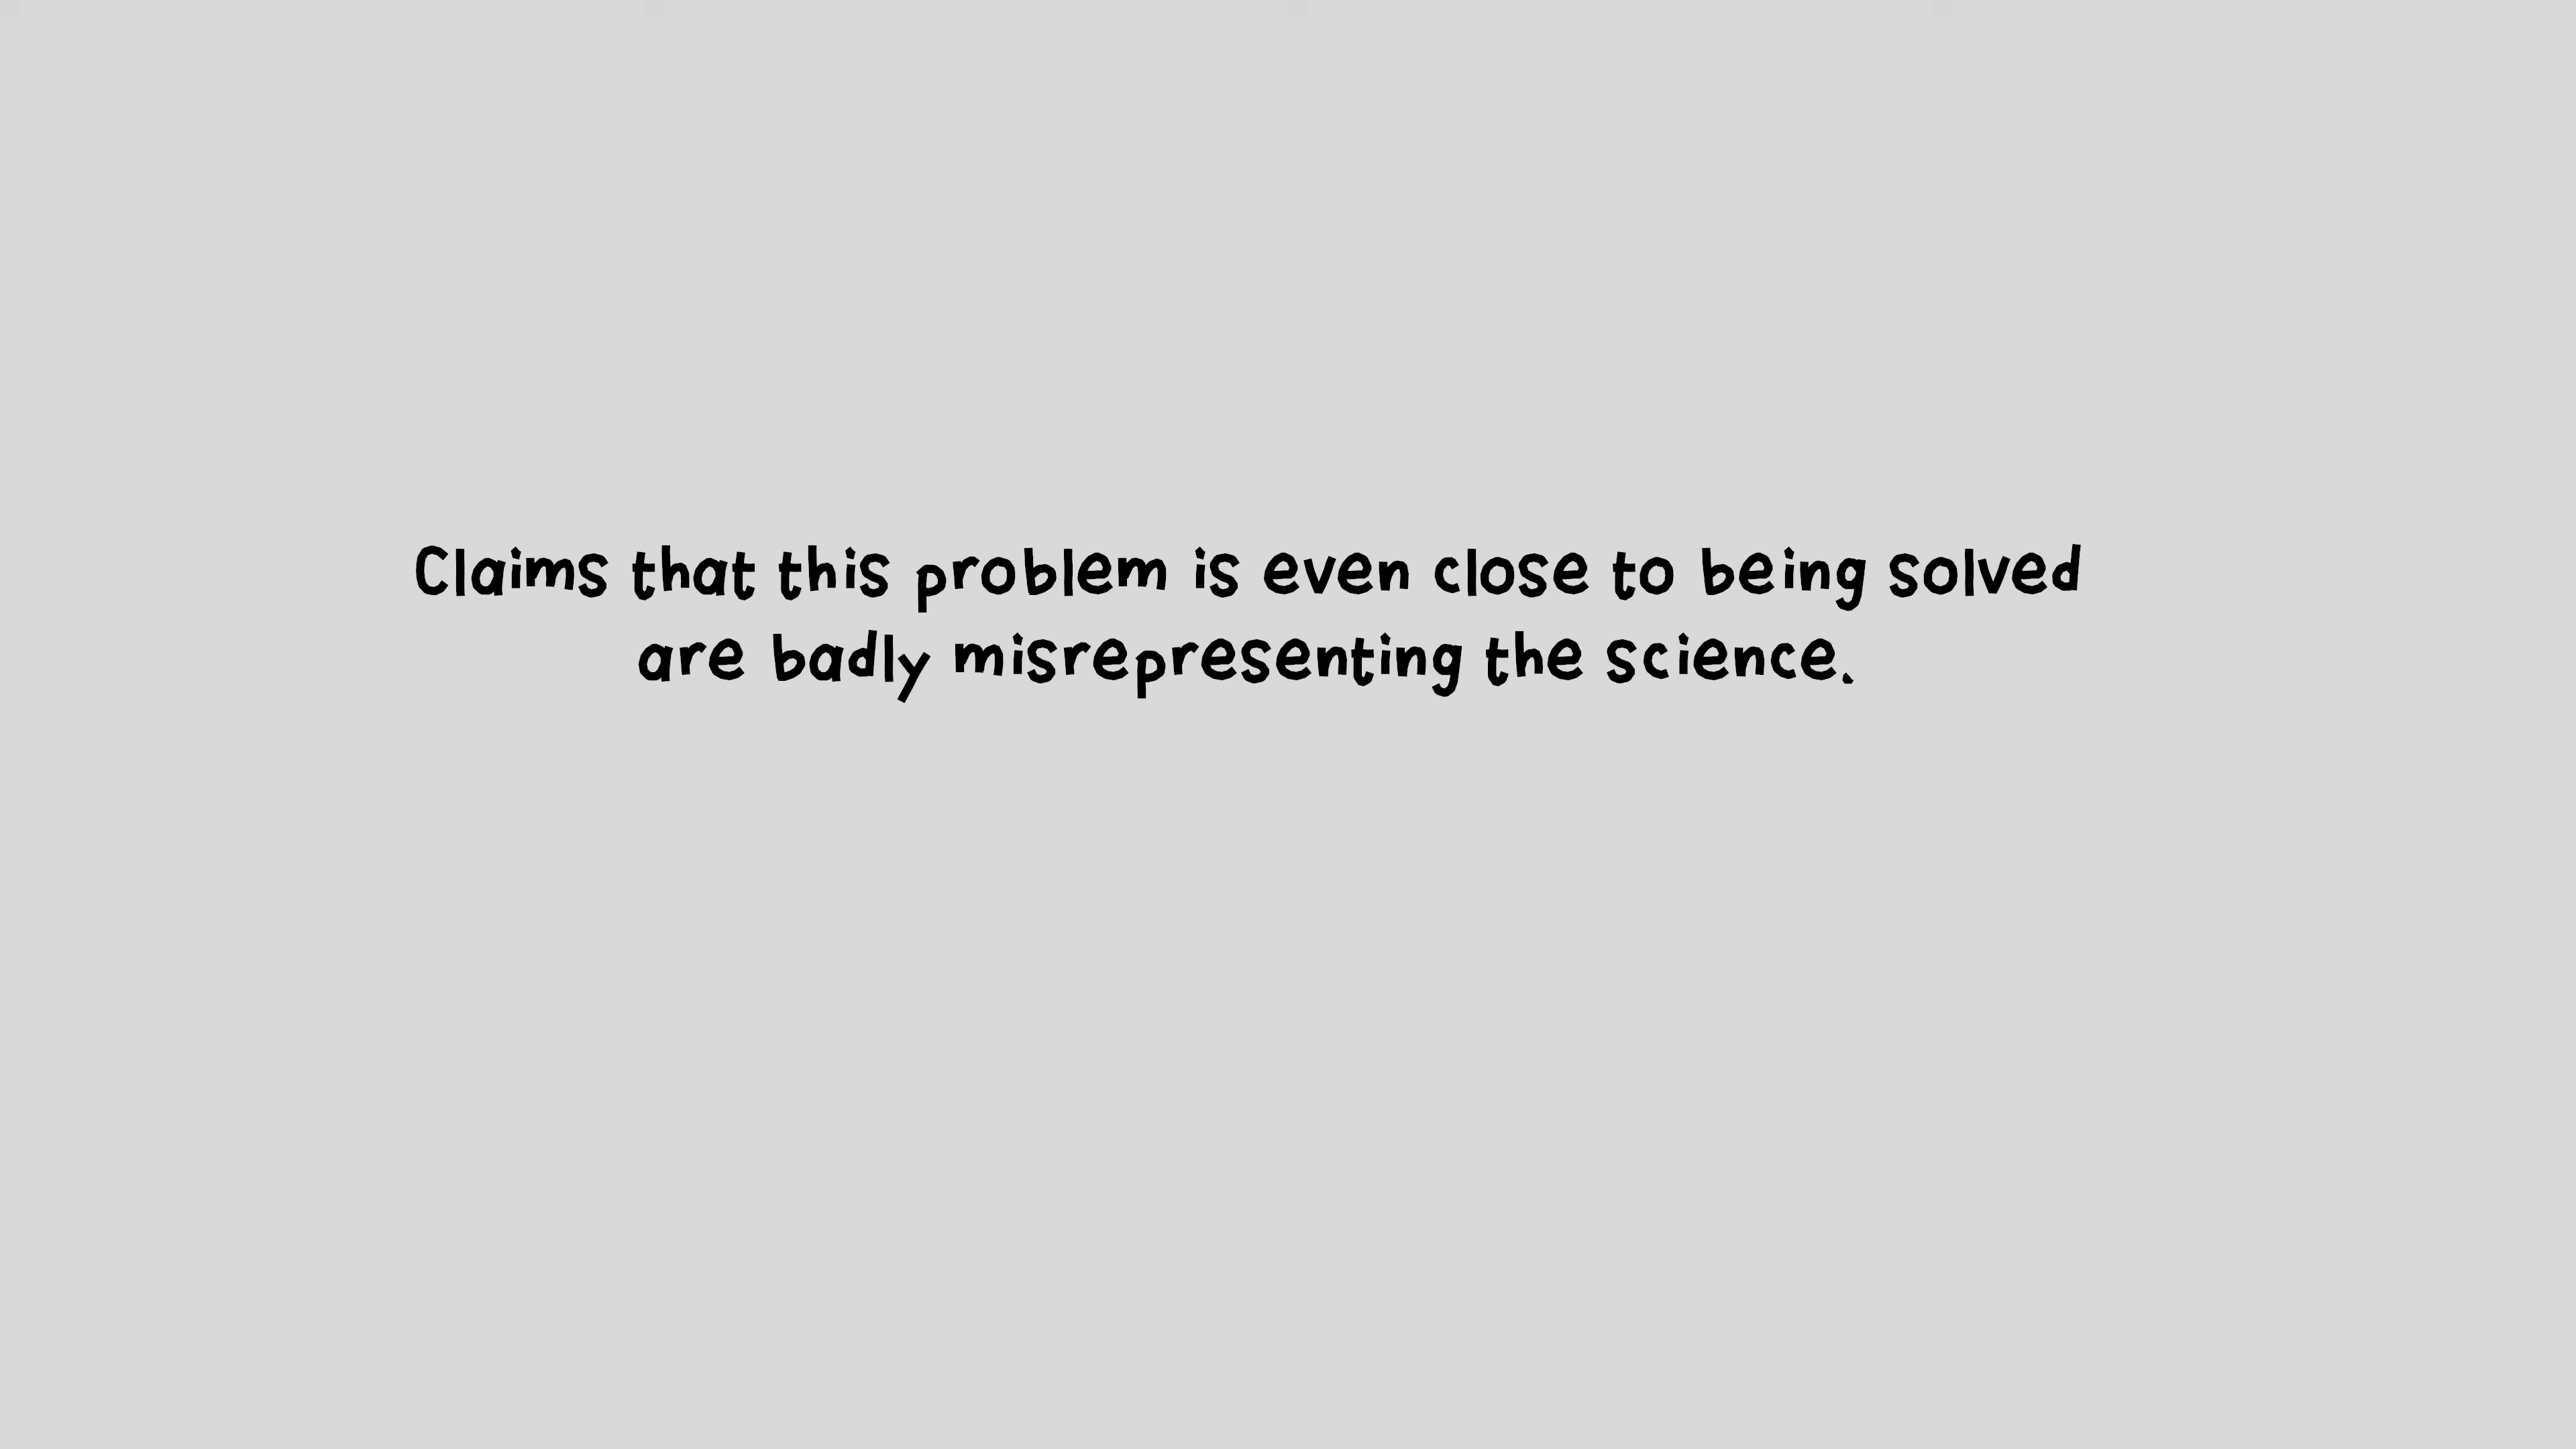 Claims that this problem is even close to being solved
are badly misrepresenting the science.